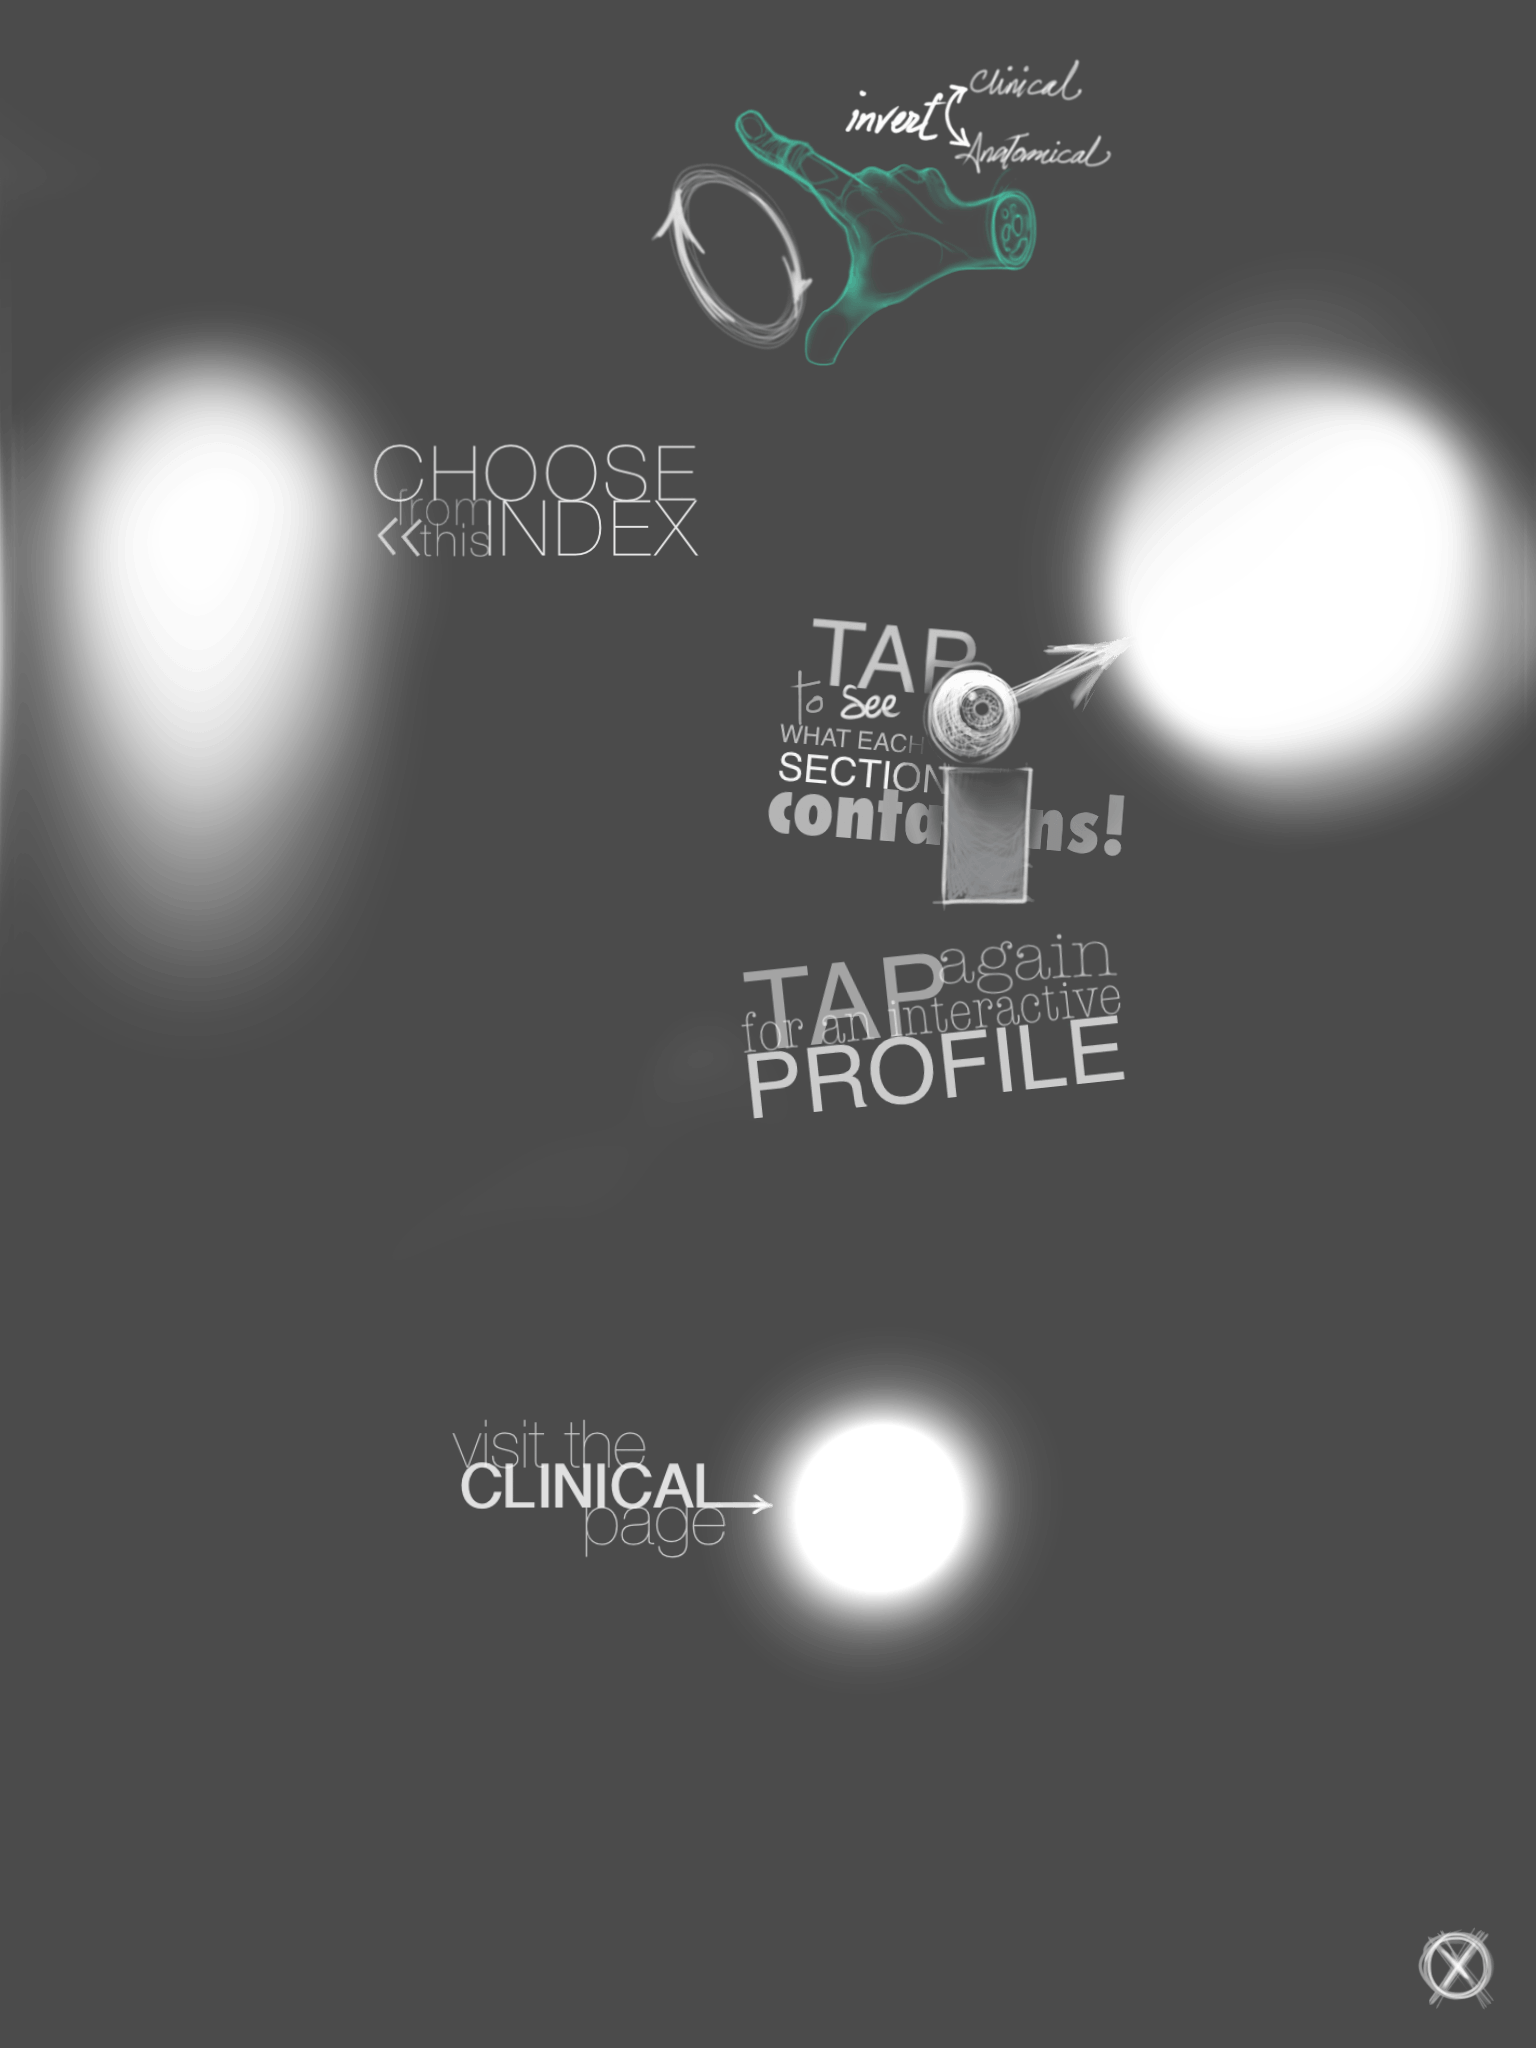 Clinical
invert
Anatomical
CHOOSE
from
«this INDEX
TAP
to see
WHAT EACH
SECTION
contains!
TAP again
for an interactive
PROFILE
visit the
CLINICAL
page
X